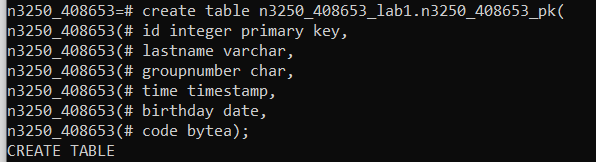 n3250_408653=# create table n3250_408653_lab1.n3250_408653_pk(
n3250_408653(# id integer primary key,
n3250_408653(# lastname varchar,
n3250_408653(# groupnumber char,
n3250_408653(# time timestamp,
n3250_408653(# birthday date,
n3250_408653(# code bytea);
CREATE TABLE